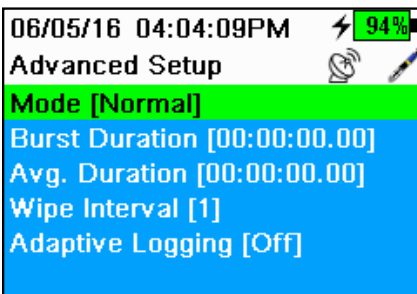 06/05/16 04:04:09PM 94%
Advanced Setup
Mode [Normal]
Burst Duration [00:00:00.00]
Avg. Duration [00:00:00.00]
Wipe Interval [1]
Adaptive Logging [Off]